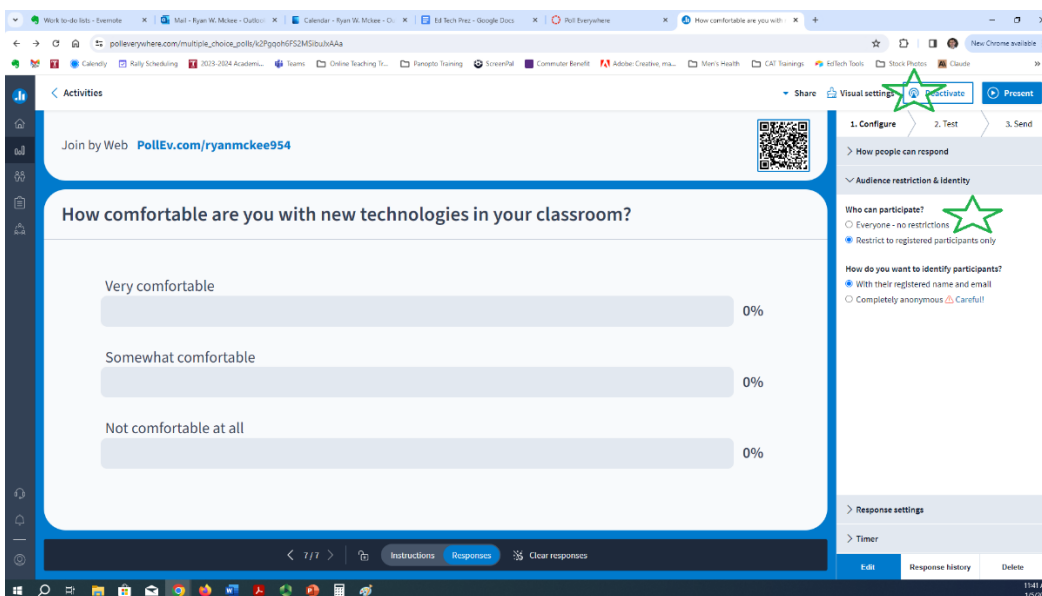 Work to-do lists - Evernote
Mail - Ryan W. Mckee - Outloo
Calendar - Ryan W. Mckee - O
Ed Tech Prez - Google Docs
Poll Everywhere
How comfortable are you with
polleverywhere.com/multiple_choice_polls/k2Pgqoh6FS2MSibuJxAAa
New Chrome available
Calendly
Rally Scheduling
2023-2024 Academi...
Teams
Online Teaching Tr...
Panopto Training
ScreenPal
Commuter Benefit
Adobe: Creative, ma...
Men's Health
CAT Trainings
EdTech Tools
Stock Photos
Claude
Activities
Share
Visual settings
Deactivate
Present
Join by Web PollEv.com/ryanmckee954
1. Configure
2. Test
3. Send
How people can respond
Audience restriction & identity
How comfortable are you with new technologies in your classroom?
Who can participate?
Everyone - no restrictions
Restrict to registered participants only
How do you want to identify participants?
With their registered name and email
Completely anonymous Careful!
Very comfortable
0%
Somewhat comfortable
0%
Not comfortable at all
0%
Response settings
Timer
7/7
Instructions
Responses
Clear responses
Edit
Response history
Delete
11:41 A